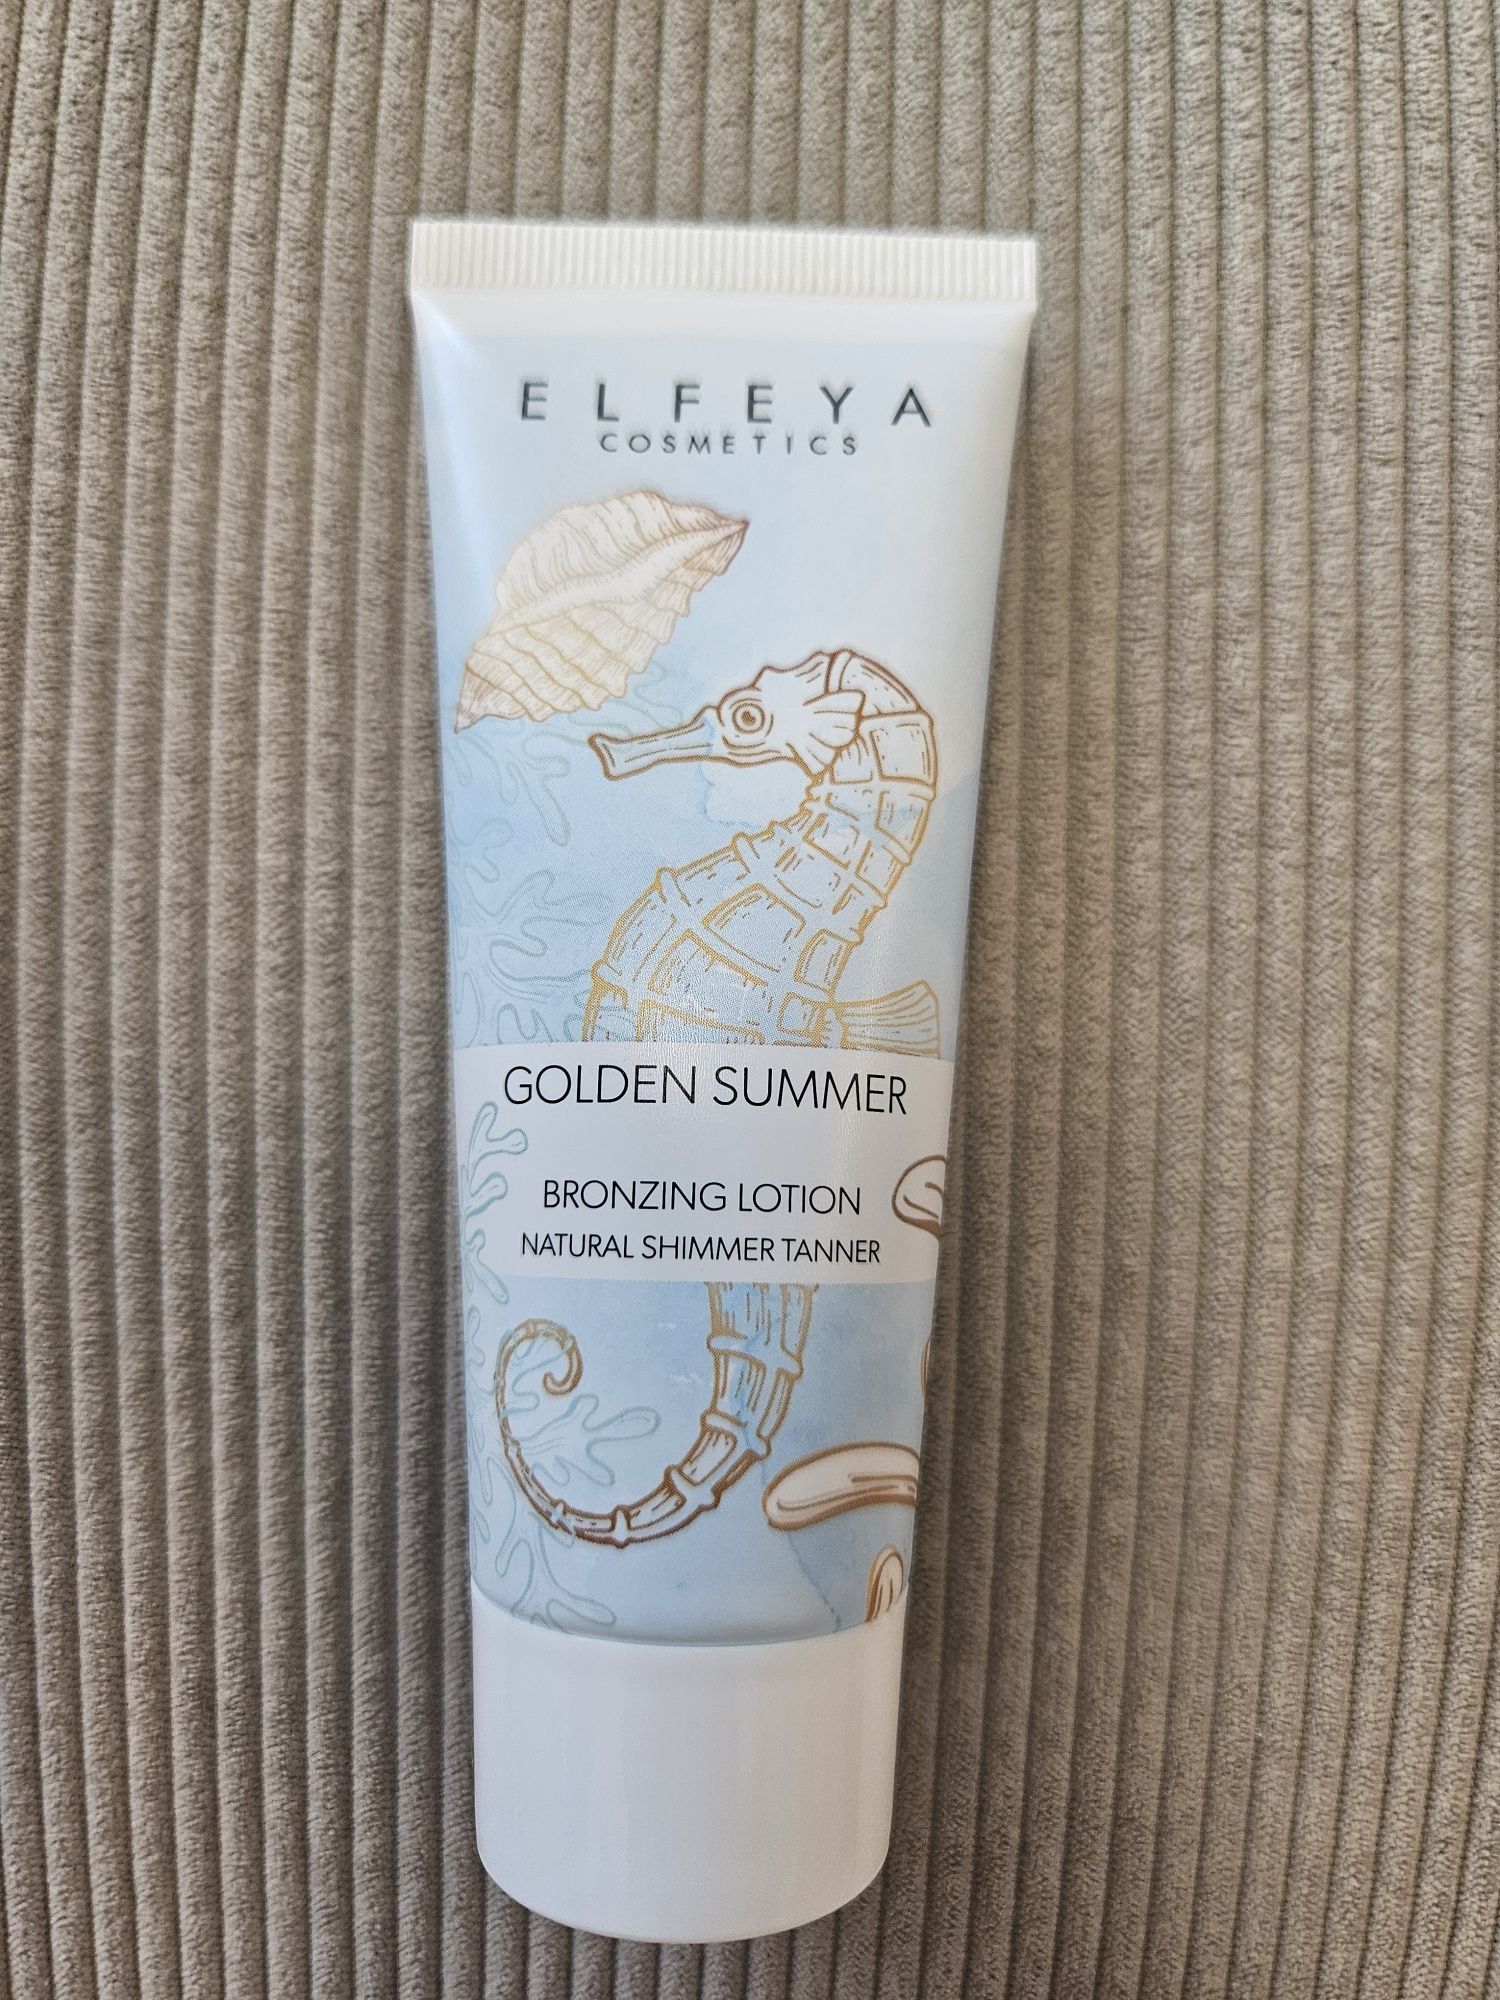 ELFEYA
COSMETICS
GOLDEN SUMMER
BRONZING LOTION
NATURAL SHIMMER TANNER